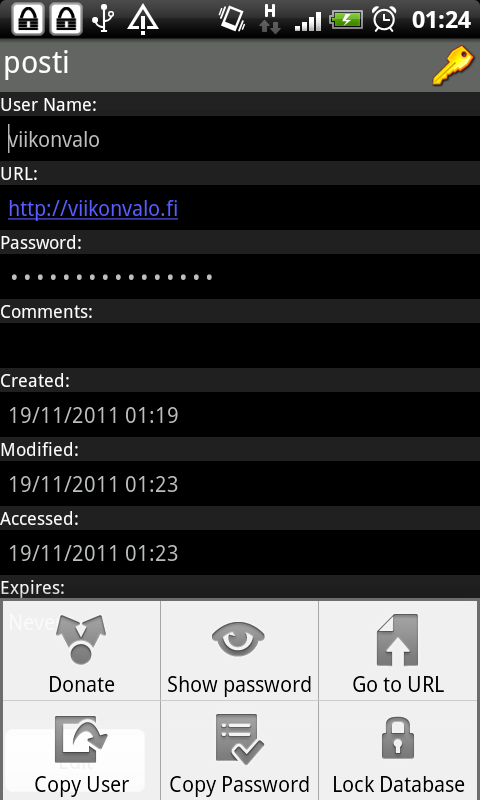 H
01:24
posti
User Name:
viikonvalo
URL:
http://viikonvalo.fi
Password:
••••••••••••••••
Comments:
Created:
19/11/2011 01:19
Modified:
19/11/2011 01:23
Accessed:
19/11/2011 01:23
Expires:
Never
Donate
Show password
Go to URL
Edit
Copy User
Copy Password
Lock Database